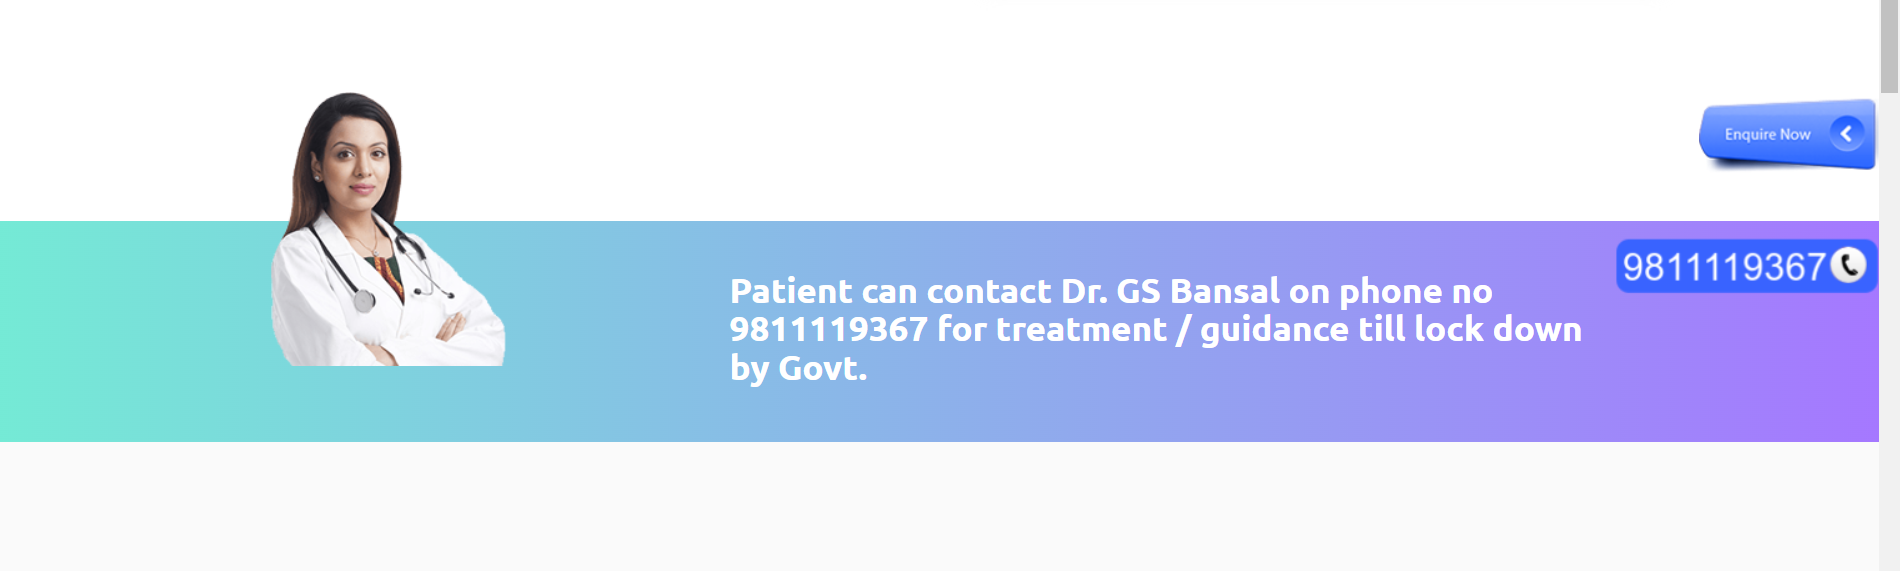 Enquire Now
9811119367
Patient can contact Dr. GS Bansal on phone no
9811119367 for treatment / guidance till lock down
by Govt.